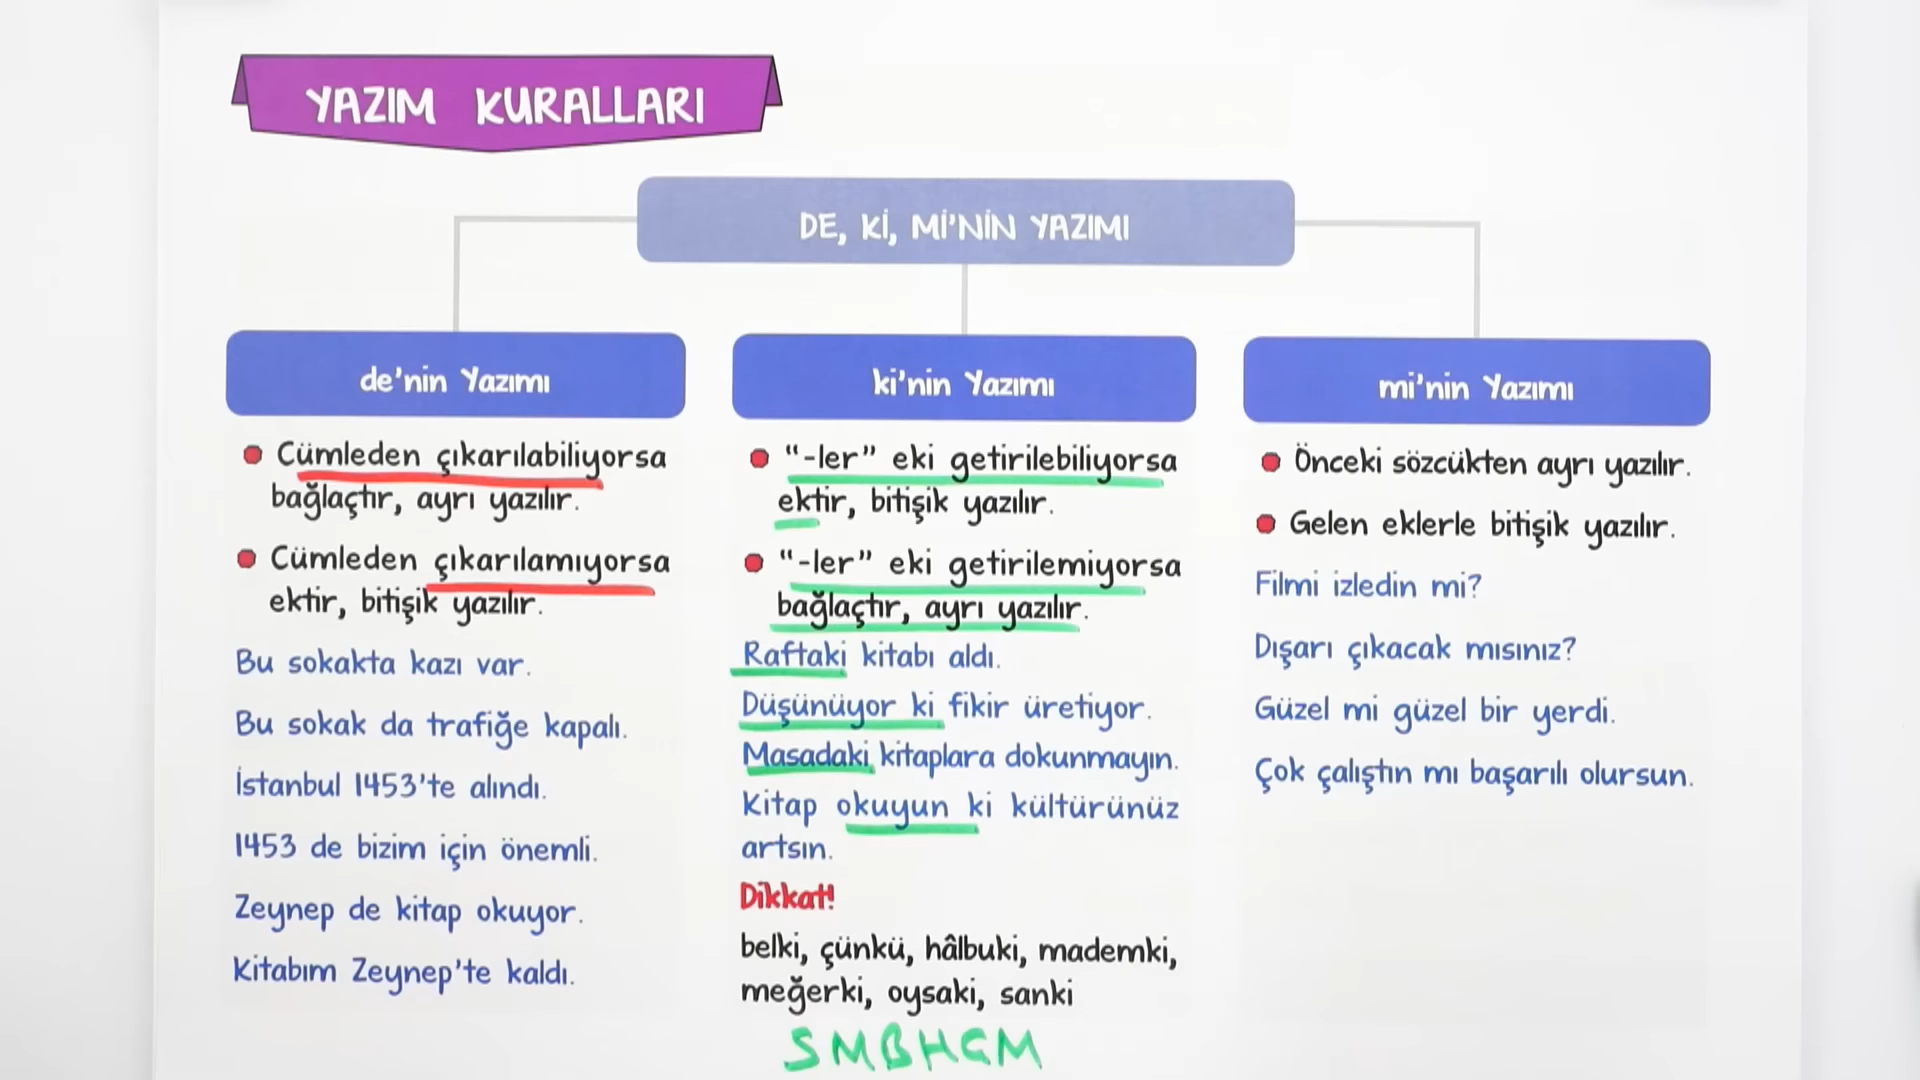 YAZIM KURALLARI
DE, Kİ, Mİ'NİN YAZIMI
de'nin Yazımı
• Cümleden çıkarılabiliyorsa
bağlaçtır, ayrı yazılır.
• Cümleden çıkarılamıyorsa
ektir, bitişik yazılır.
Bu sokakta kazı var.
Bu sokak da trafiğe kapalı.
İstanbul 1453'te alındı.
1453 de bizim için önemli.
Zeynep de kitap okuyor.
Kitabım Zeynep'te kaldı.
ki'nin Yazımı
• "-ler" eki getirilebiliyorsa
ektir, bitişik yazılır.
• "-ler" eki getirilemiyorsa
bağlaçtır, ayrı yazılır.
Raftaki kitabı aldı.
Düşünüyor ki fikir üretiyor.
Masadaki kitaplara dokunmayın.
Kitap okuyun ki kültürünüz
artsın.
Dikkat!
belki, çünkü, hâlbuki, mademki,
meğerki, oysaki, sanki
mi'nin Yazımı
• Önceki sözcükten ayrı yazılır.
• Gelen eklerle bitişik yazılır.
Filmi izledin mi?
Dışarı çıkacak mısınız?
Güzel mi güzel bir yerdi.
Çok çalıştın mı başarılı olursun.